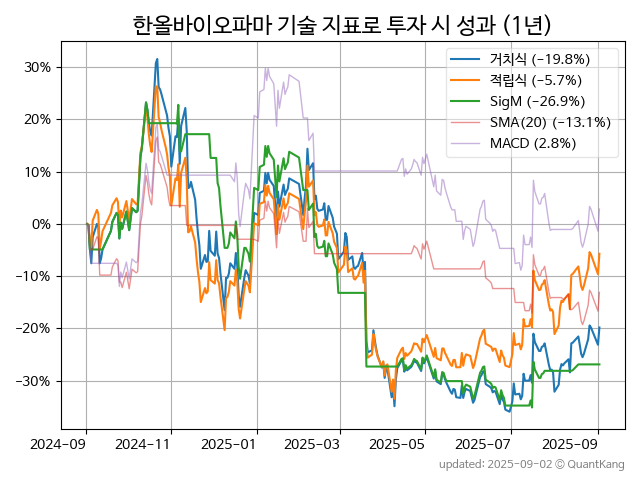 한올바이오파마 기술 지표로 투자 시 성과 (1년)
거치식 (−19.8%)
적립식 (−5.7%)
SigM (−26.9%)
SMA(20) (−13.1%)
MACD (2.8%)
30%
20%
10%
0%
−10%
−20%
−30%
2024-09 2024-11 2025-01 2025-03 2025-05 2025-07 2025-09
updated: 2025-09-02 © QuantKang